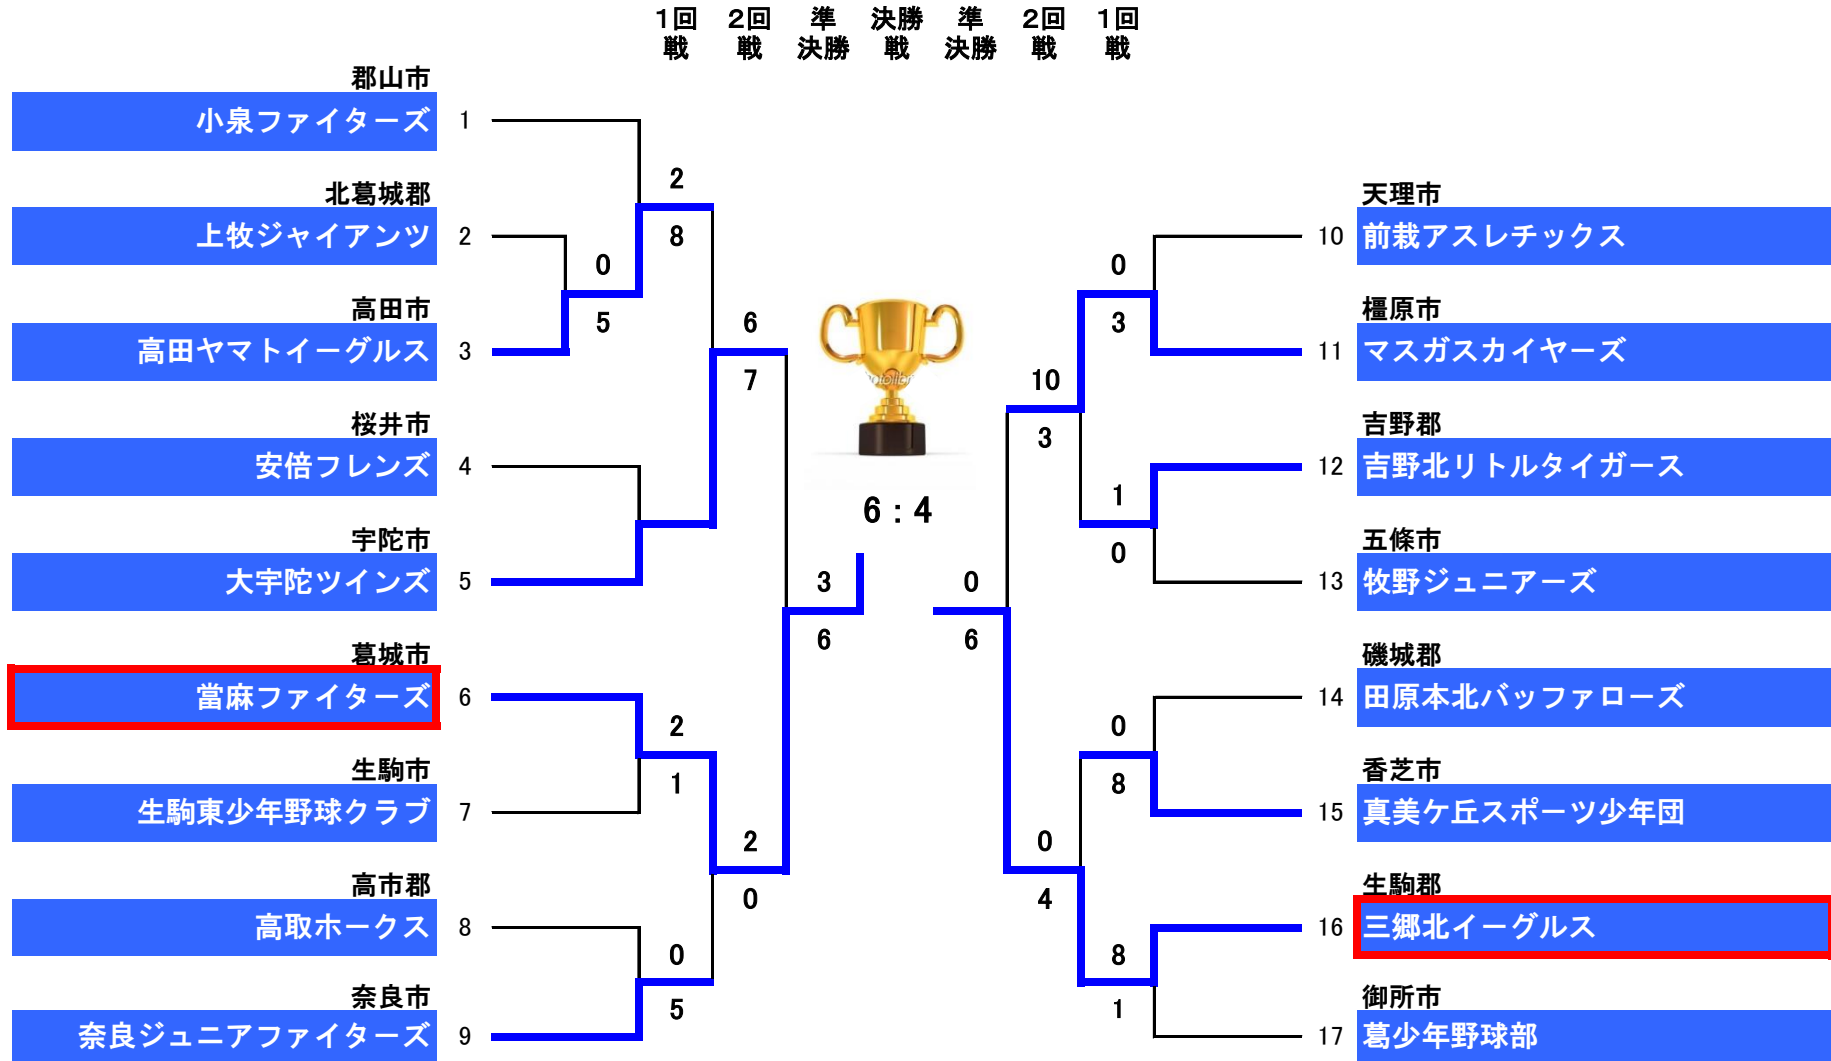 1回戦
2回戦
準決勝
決勝戦
準決勝
2回戦
1回戦
郡山市
小泉ファイターズ 1
北葛城郡
上牧ジャイアンツ 2
高田市
高田ヤマトイーグルス 3
桜井市
安倍フレンズ 4
宇陀市
大宇陀ツインズ 5
葛城市
當麻ファイターズ 6
生駒市
生駒東少年野球クラブ 7
高市郡
高取ホークス 8
奈良市
奈良ジュニアファイターズ 9
0
5
2
8
2
1
0
5
6
7
2
0
3
6
6 : 4
0
6
10
3
0
4
0
3
1
0
0
8
8
1
天理市
10 前栽アスレチックス
橿原市
11 マスガスカイヤーズ
吉野郡
12 吉野北リトルタイガース
五條市
13 牧野ジュニアーズ
磯城郡
14 田原本北バッファローズ
香芝市
15 真美ケ丘スポーツ少年団
生駒郡
16 三郷北イーグルス
御所市
17 葛少年野球部